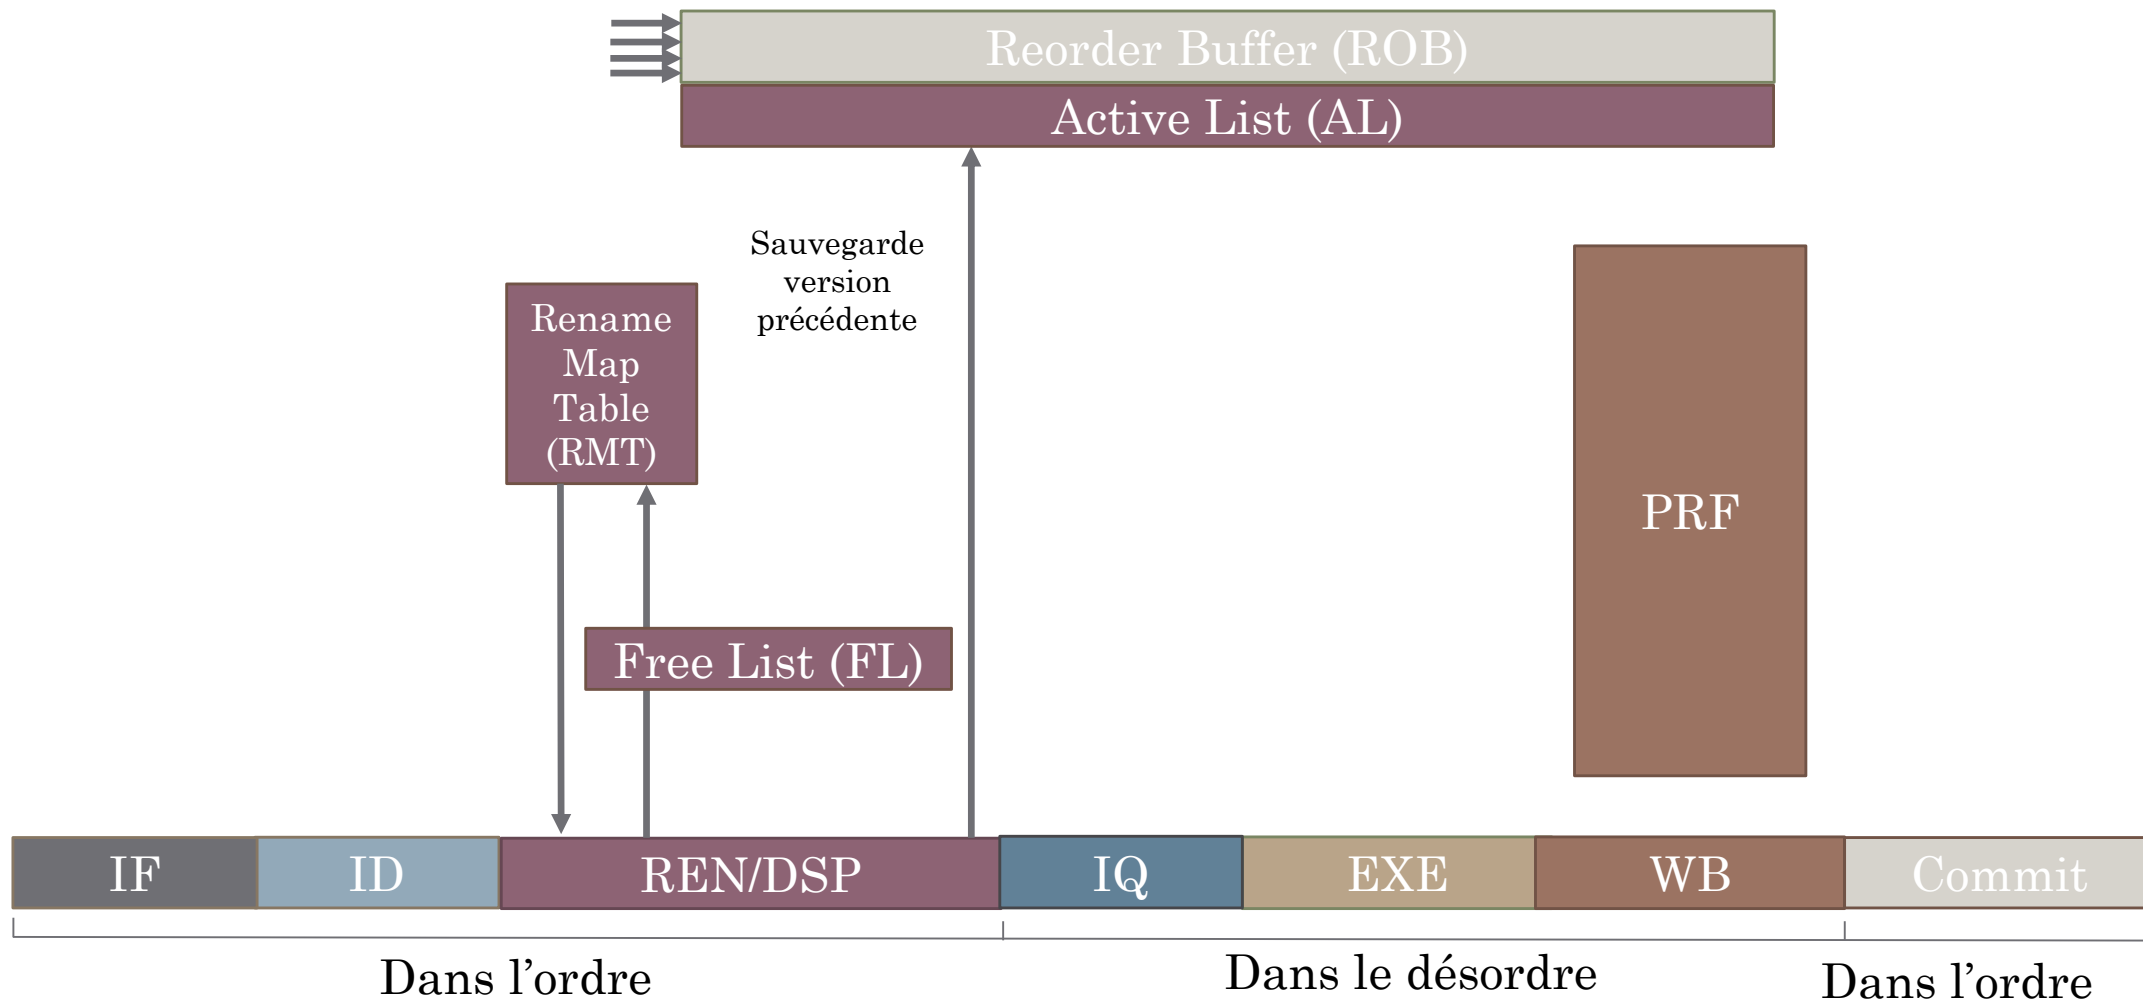 Reorder Buffer (ROB)
Active List (AL)
Sauvegarde
version
précédente
Rename
Map
Table
(RMT)
PRF
Free List (FL)
IF
ID
REN/DSP
IQ
EXE
WB
Commit
Dans l'ordre
Dans le désordre
Dans l'ordre